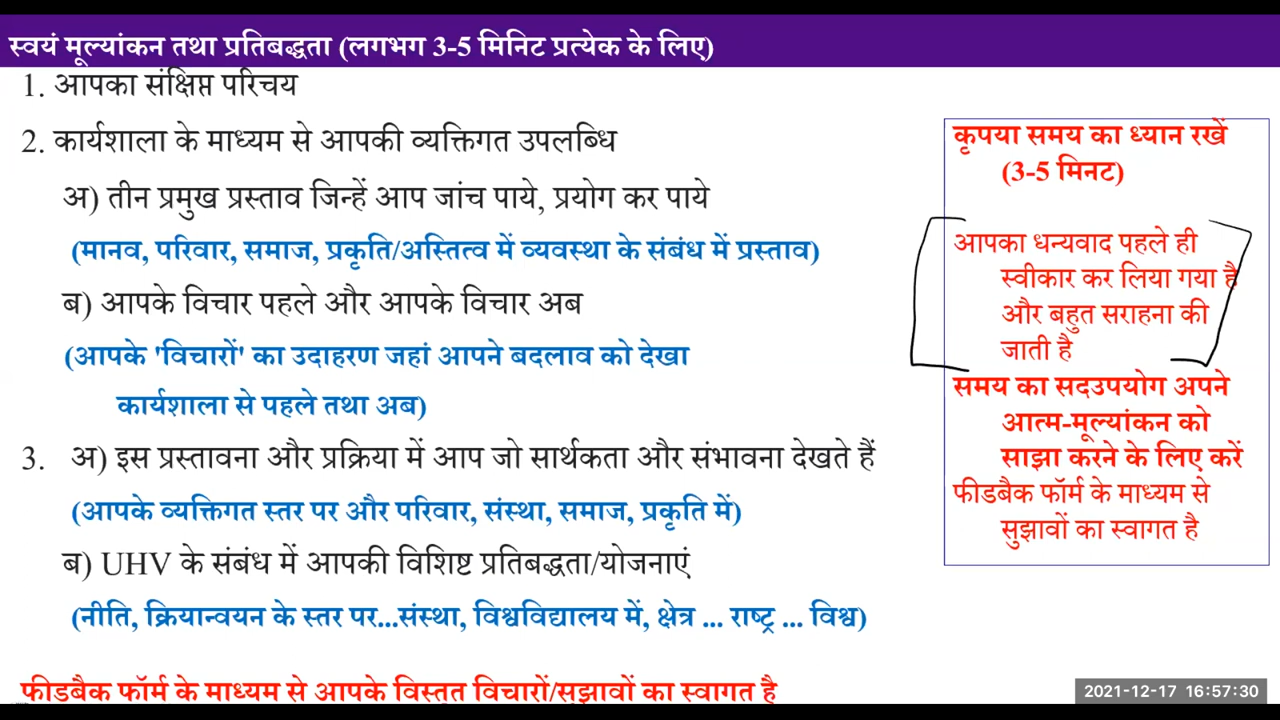 स्वयं मूल्यांकन तथा प्रतिबद्धता (लगभग 3-5 मिनिट प्रत्येक के लिए)
1. आपका संक्षिप्त परिचय
2. कार्यशाला के माध्यम से आपकी व्यक्तिगत उपलब्धि
अ) तीन प्रमुख प्रस्ताव जिन्हें आप जांच पाये, प्रयोग कर पाये
(मानव, परिवार, समाज, प्रकृति/अस्तित्व में व्यवस्था के संबंध में प्रस्ताव)
ब) आपके विचार पहले और आपके विचार अब
(आपके 'विचारों' का उदाहरण जहां आपने बदलाव को देखा
कार्यशाला से पहले तथा अब)
3. अ) इस प्रस्तावना और प्रक्रिया में आप जो सार्थकता और संभावना देखते हैं
(आपके व्यक्तिगत स्तर पर और परिवार, संस्था, समाज, प्रकृति में)
ब) UHV के संबंध में आपकी विशिष्ट प्रतिबद्धता/योजनाएं
(नीति, क्रियान्वयन के स्तर पर...संस्था, विश्वविद्यालय में, क्षेत्र ... राष्ट्र ... विश्व)
फीडबैक फॉर्म के माध्यम से आपके विस्तृत विचारों/सुझावों का स्वागत है
कृपया समय का ध्यान रखें
(3-5 मिनट)
आपका धन्यवाद पहले ही
स्वीकार कर लिया गया है
और बहुत सराहना की
जाती है
समय का सदउपयोग अपने
आत्म-मूल्यांकन को
साझा करने के लिए करें
फीडबैक फॉर्म के माध्यम से
सुझावों का स्वागत है
2021-12-17 16:57:30